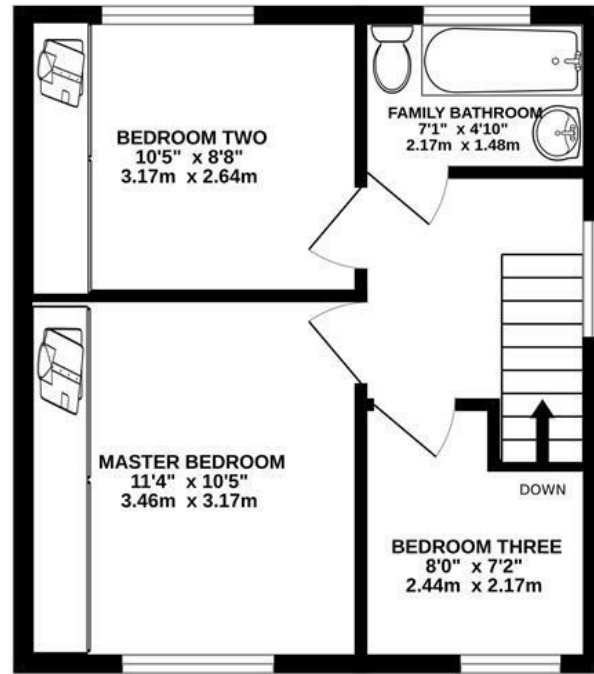 FAMILY BATHROOM
7'1" x 4'10"
2.17m x 1.48m
BEDROOM TWO
10'5" x 8'8"
3.17m x 2.64m
MASTER BEDROOM
11'4" x 10'5"
3.46m x 3.17m
DOWN
BEDROOM THREE
8'0" x 7'2"
2.44m x 2.17m